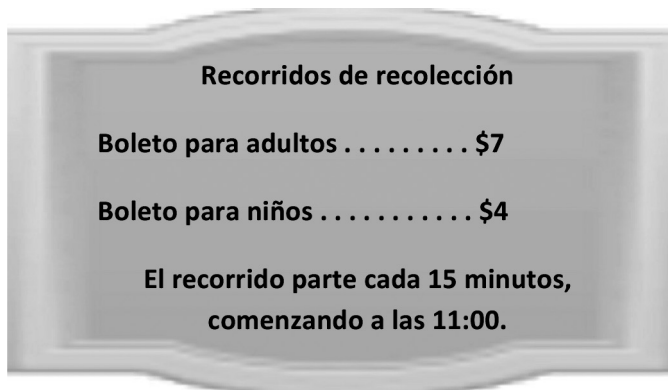 Recorridos de recolección
Boleto para adultos . . . . . . . . . $7
Boleto para niños . . . . . . . . . . . $4
El recorrido parte cada 15 minutos,
comenzando a las 11:00.